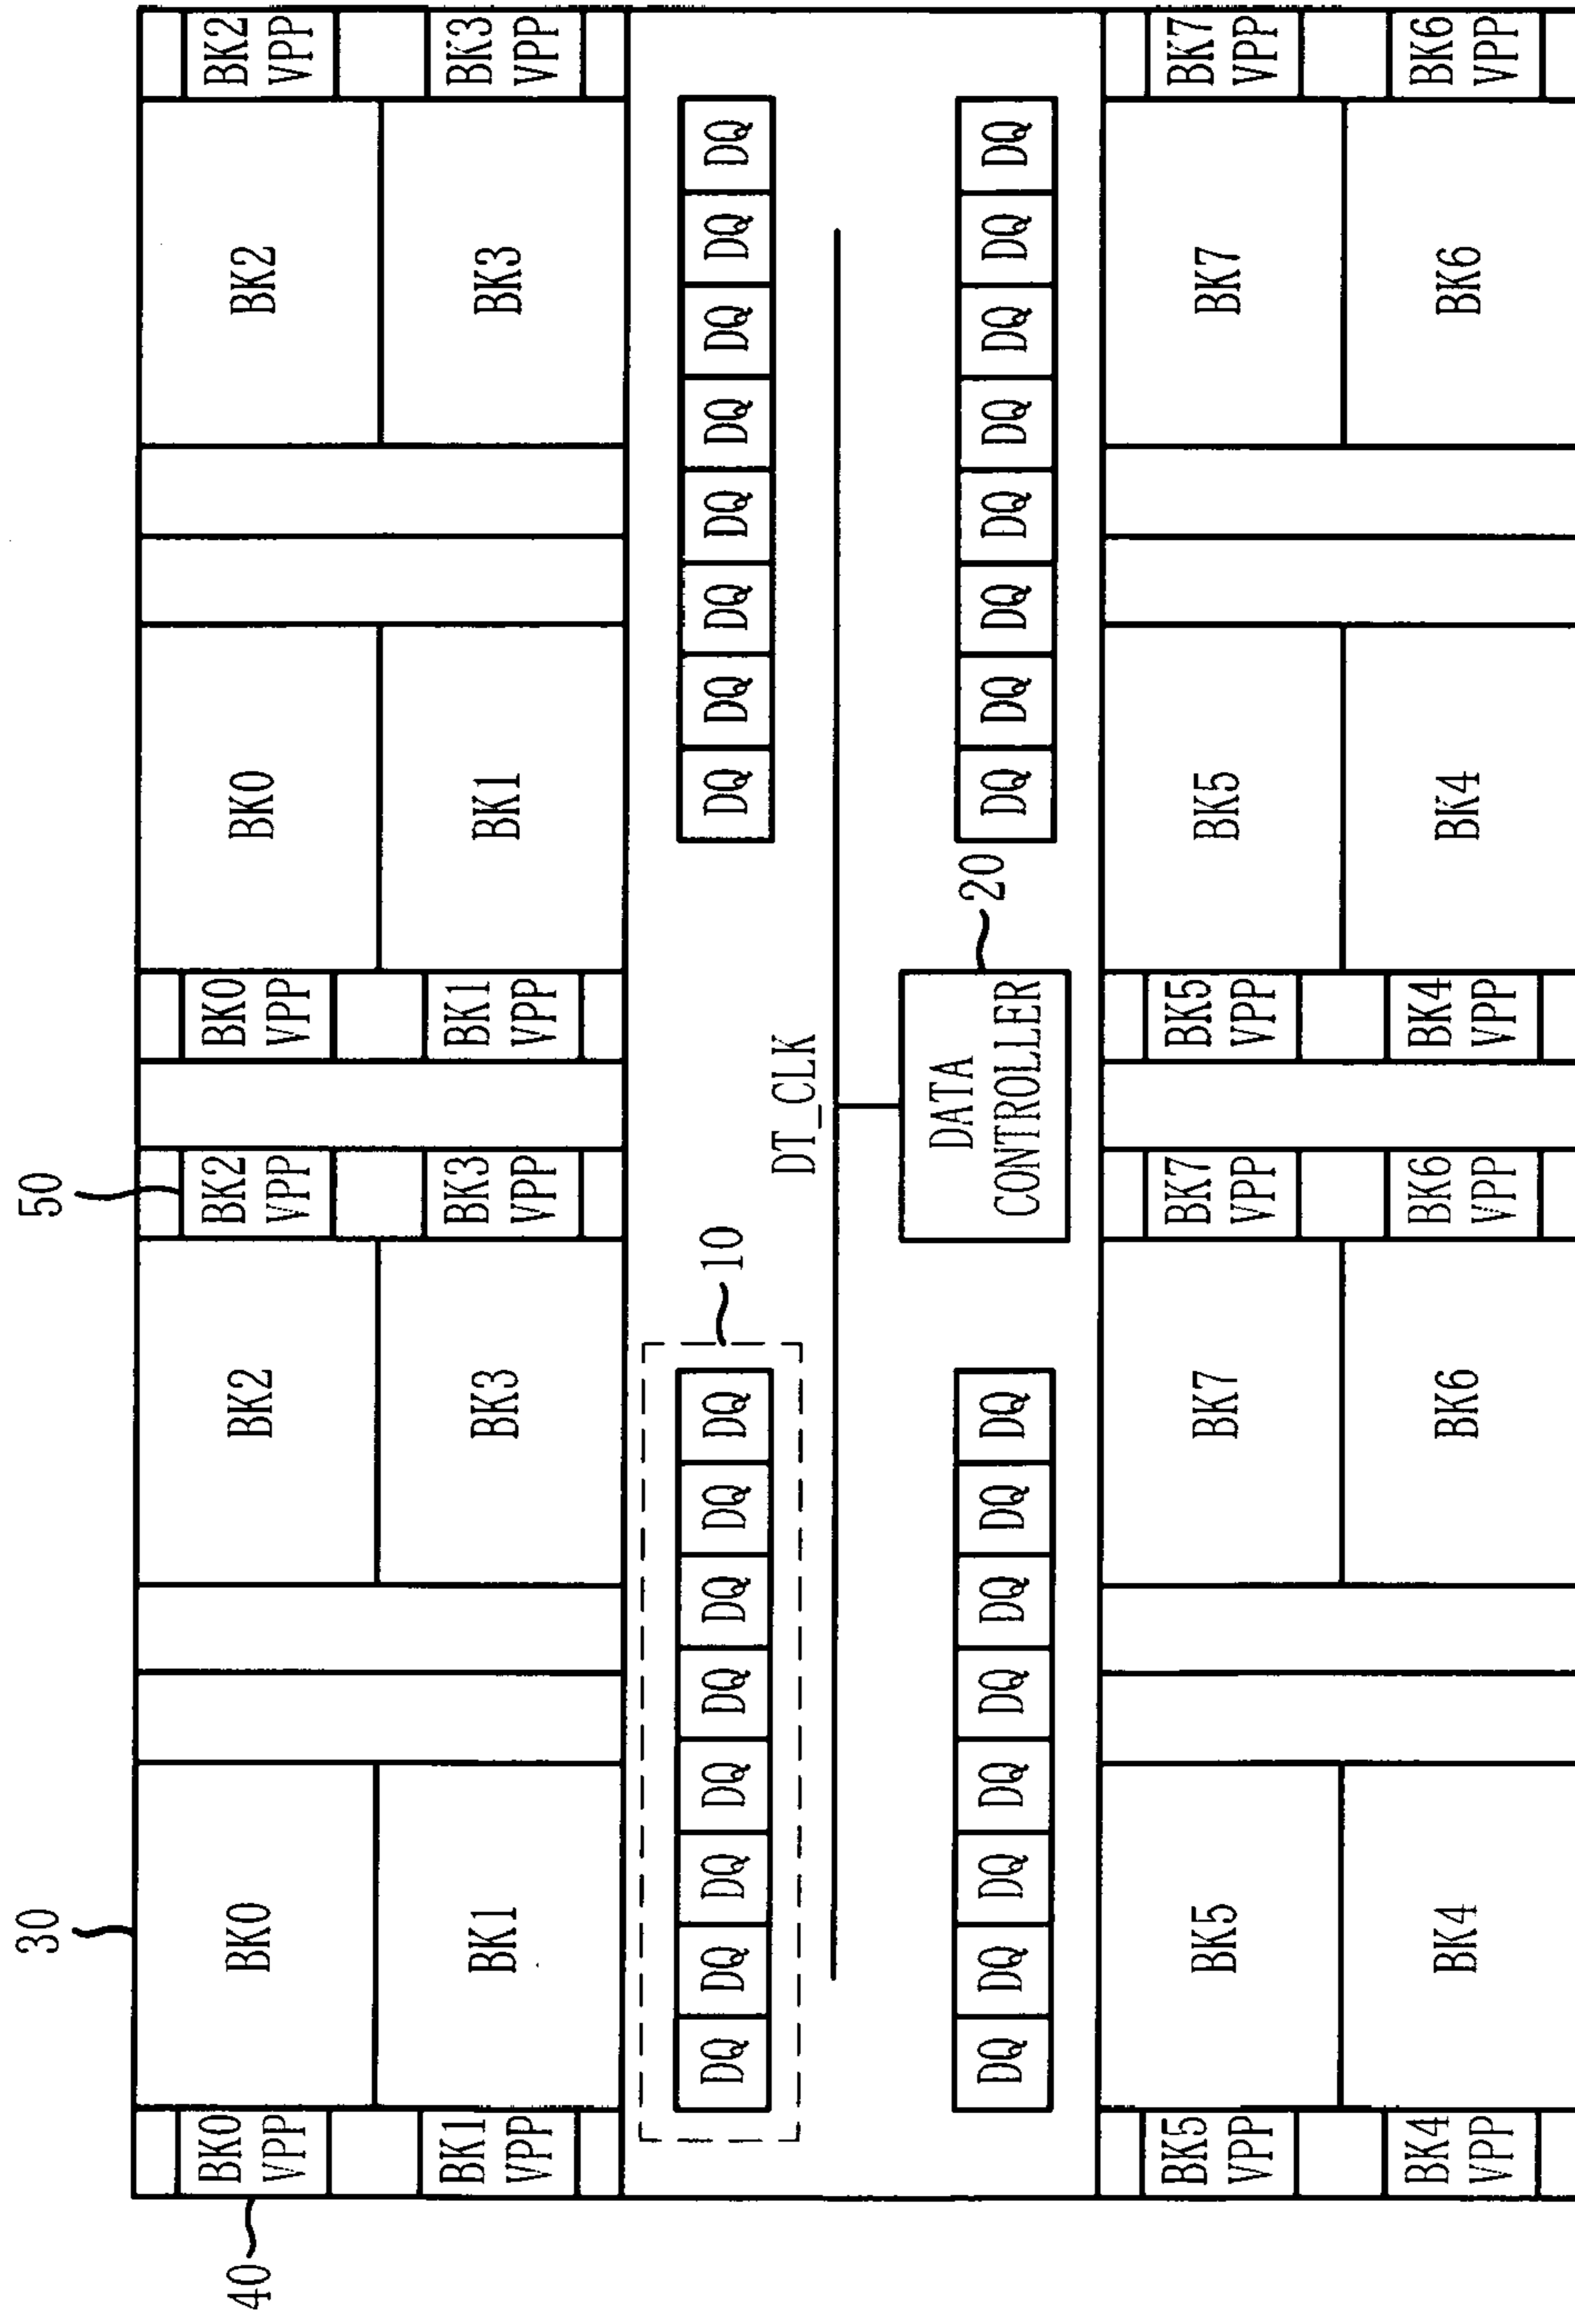 30
50
40
BK0
VPP
BK0
BK2
BK2
VPP
BK0
VPP
BK0
BK2
BK2
VPP
BK1
VPP
BK1
BK3
BK3
VPP
BK1
VPP
BK1
BK3
BK3
VPP
DQ DQ DQ DQ DQ DQ DQ DQ
10
DQ DQ DQ DQ DQ DQ DQ DQ
DT_CLK
DATA
CONTROLLER
20
DQ DQ DQ DQ DQ DQ DQ DQ
DQ DQ DQ DQ DQ DQ DQ DQ
BK5
VPP
BK5
BK7
BK7
VPP
BK5
VPP
BK5
BK7
BK7
VPP
BK4
VPP
BK4
BK6
BK6
VPP
BK4
VPP
BK4
BK6
BK6
VPP